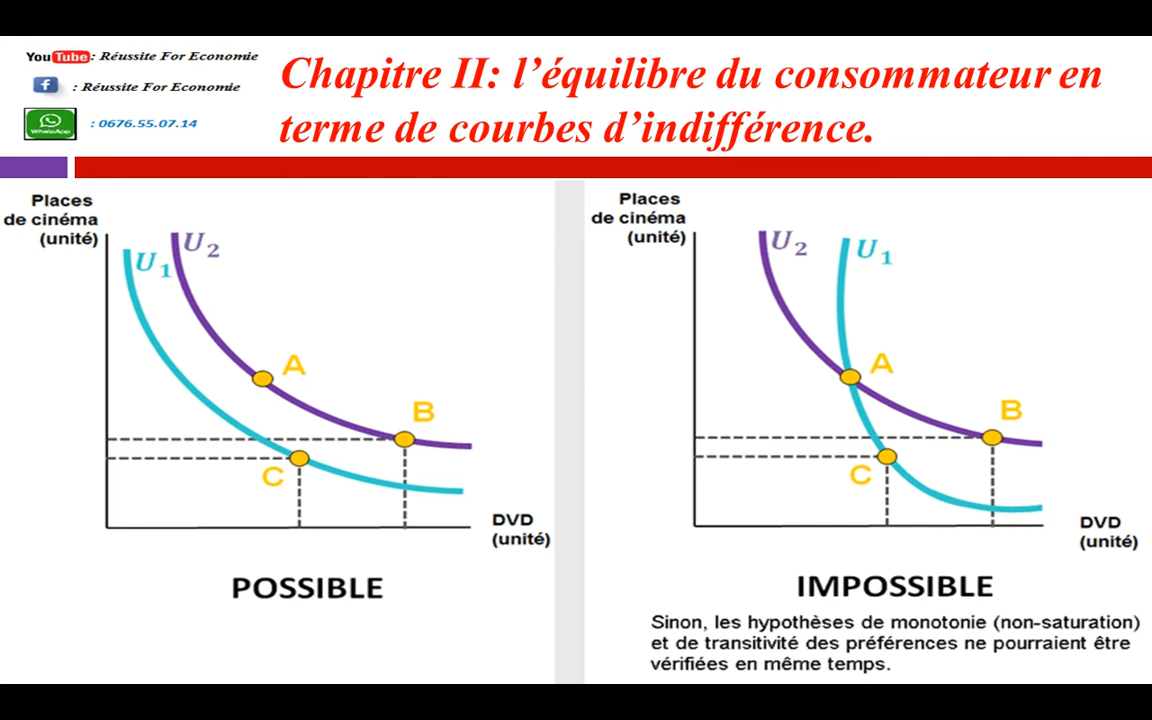 YouTube : Réussite For Economie
: Réussite For Economie
WhatsApp : 0676.55.07.14
Chapitre II: l’équilibre du consommateur en
terme de courbes d’indifférence.
Places
de cinéma
(unité)
U1
U2
A
B
C
DVD
(unité)
POSSIBLE
Places
de cinéma
(unité)
U2
U1
A
B
C
DVD
(unité)
IMPOSSIBLE
Sinon, les hypothèses de monotonie (non-saturation)
et de transitivité des préférences ne pourraient être
vérifiées en même temps.